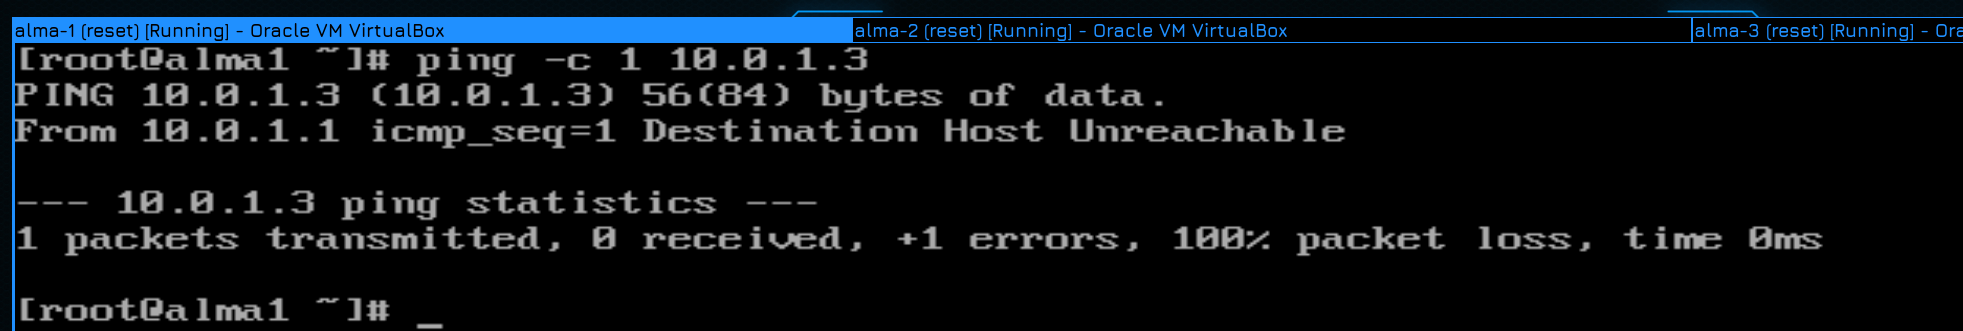 alma-1 (reset) [Running] - Oracle VM VirtualBox
alma-2 (reset) [Running] - Oracle VM VirtualBox
alma-3 (reset) [Running] - Ora
[root@alma1 ~]# ping -c 1 10.0.1.3
PING 10.0.1.3 (10.0.1.3) 56(84) bytes of data.
From 10.0.1.1 icmp_seq=1 Destination Host Unreachable
--- 10.0.1.3 ping statistics ---
1 packets transmitted, 0 received, +1 errors, 100% packet loss, time 0ms
[root@alma1 ~]# _